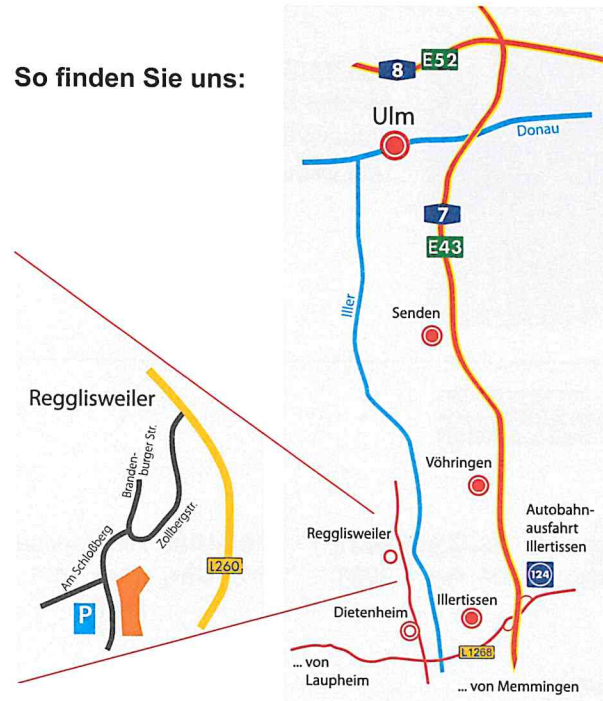 So finden Sie uns:
8
E52
Ulm
Donau
7
E43
Iller
Senden
Vöhringen
Autobahn-
ausfahrt
Illertissen
124
Regglisweiler
Dietenheim
Illertissen
L1268
... von
Laupheim
... von Memmingen
Regglisweiler
Branden-
burger Str.
Zollbergstr.
Am Schloßberg
L260
P